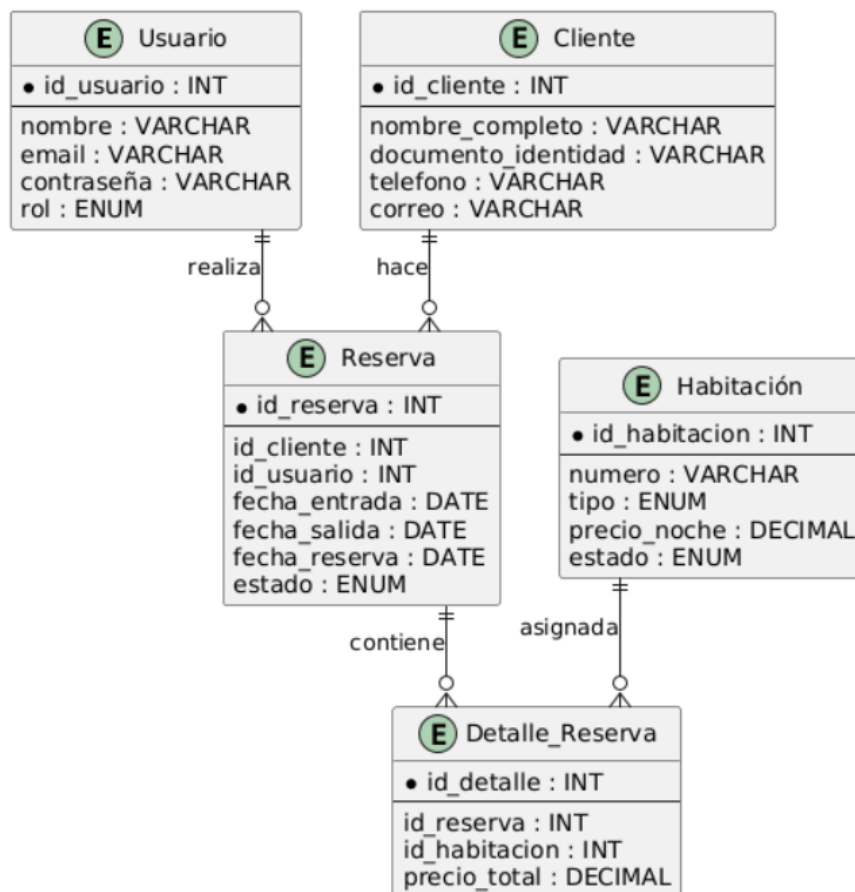 E Usuario
id_usuario : INT
nombre : VARCHAR
email : VARCHAR
contraseña : VARCHAR
rol : ENUM
E Cliente
id_cliente : INT
nombre_completo : VARCHAR
documento_identidad : VARCHAR
telefono : VARCHAR
correo : VARCHAR
realiza
hace
E Reserva
id_reserva : INT
id_cliente : INT
id_usuario : INT
fecha_entrada : DATE
fecha_salida : DATE
fecha_reserva : DATE
estado : ENUM
E Habitación
id_habitacion : INT
numero : VARCHAR
tipo : ENUM
precio_noche : DECIMAL
estado : ENUM
contiene
asignada
E Detalle_Reserva
id_detalle : INT
id_reserva : INT
id_habitacion : INT
precio_total : DECIMAL